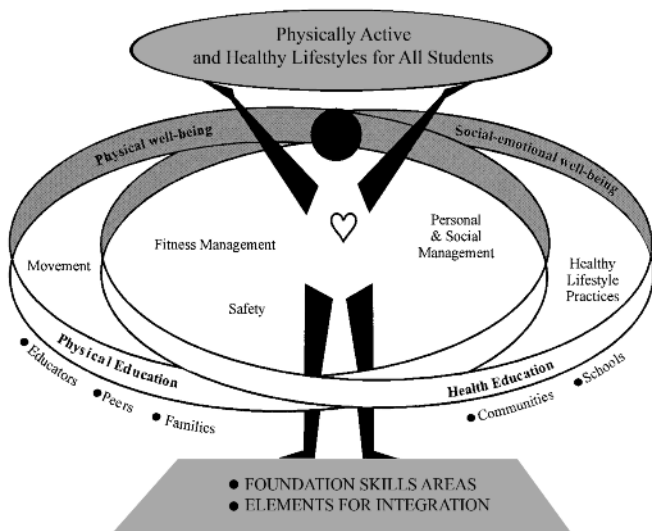 Physically Active
and Healthy Lifestyles for All Students
Physical well-being
Social-emotional well-being
Fitness Management
Personal
& Social
Management
Movement
Healthy
Lifestyle
Practices
Safety
Physical Education
Health Education
● Educators
● Peers
● Families
● Communities
● Schools
● FOUNDATION SKILLS AREAS
● ELEMENTS FOR INTEGRATION